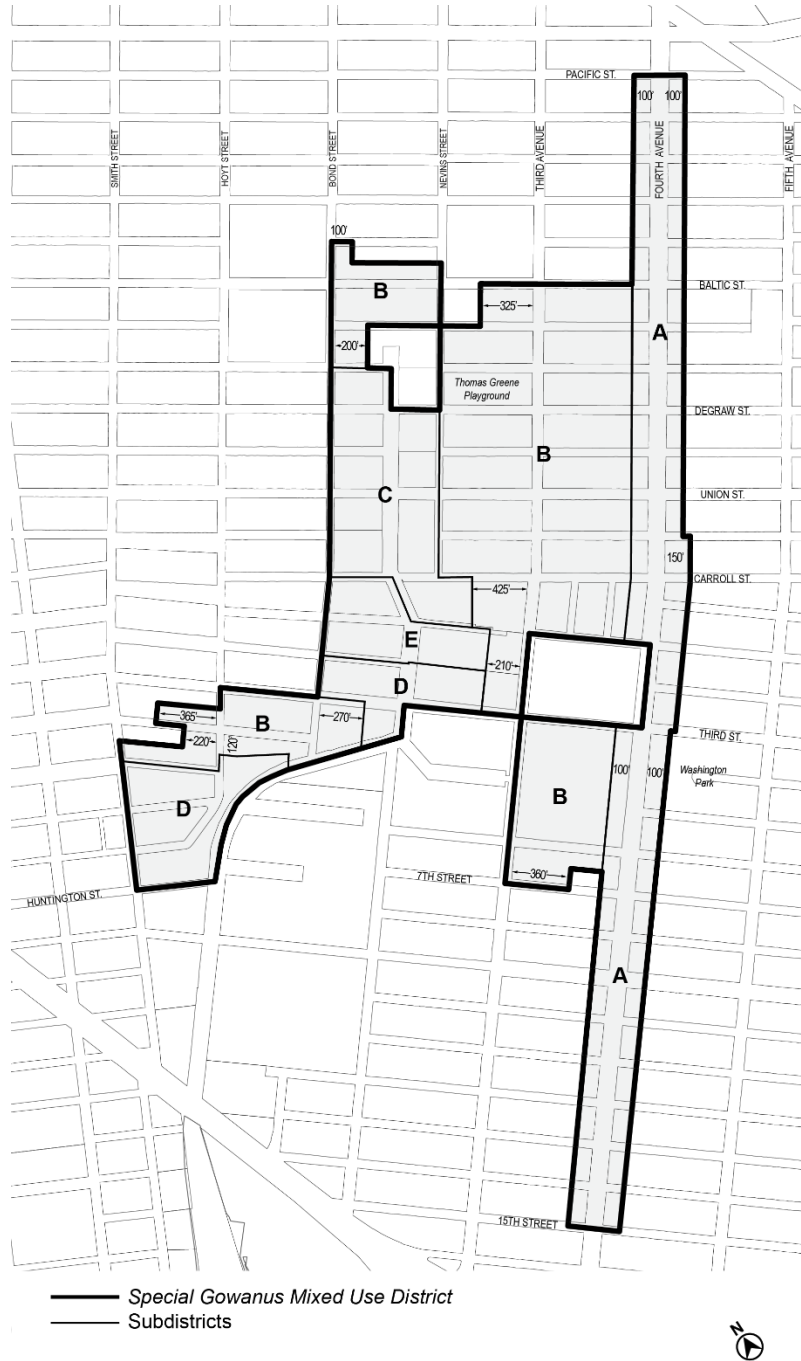 PACIFIC ST.
100'
100'
SMITH STREET
HOYT STREET
BOND STREET
NEVINS STREET
THIRD AVENUE
FOURTH AVENUE
FIFTH AVENUE
100'
B
BALTIC ST.
325'
A
200'
Thomas Greene
Playground
DEGRAW ST.
B
C
UNION ST.
150'
CARROLL ST.
425'
E
210'
D
365'
B
270'
220'
120'
THIRD ST.
100'
100'
Washington
Park
D
B
7TH STREET
360'
HUNTINGTON ST.
A
15TH STREET
Special Gowanus Mixed Use District
Subdistricts
N